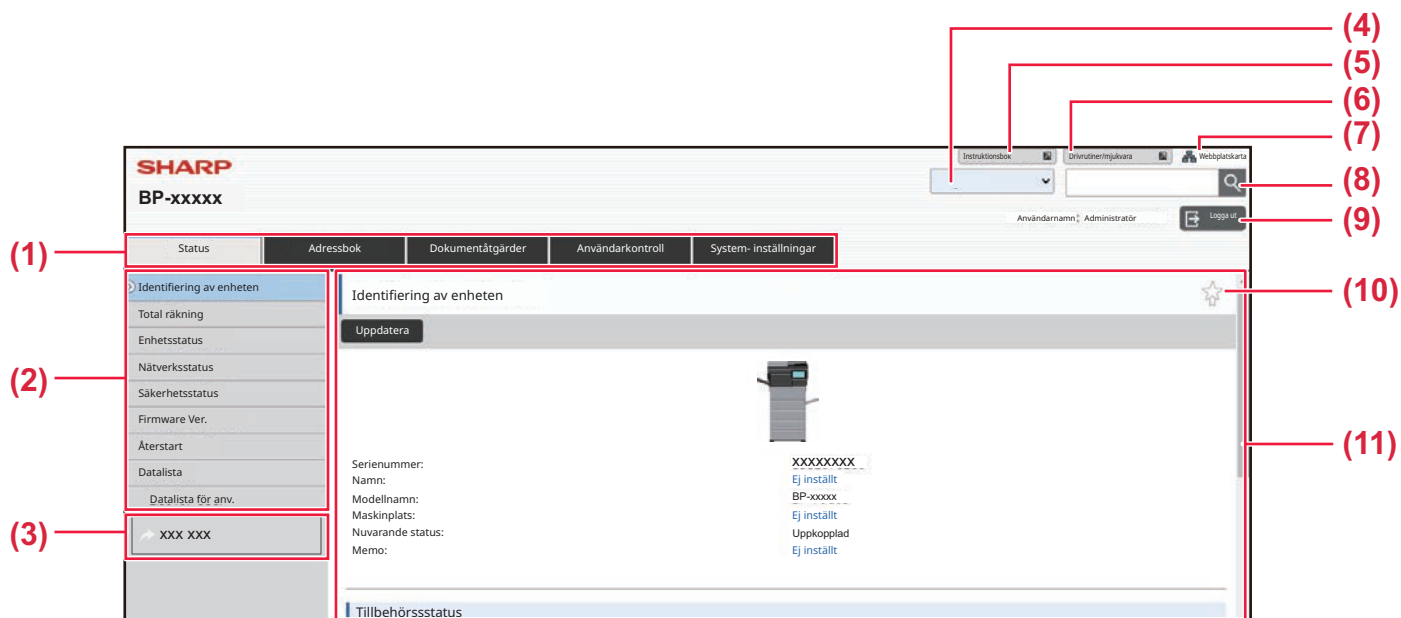 (4)
(5)
(6)
(7)
SHARP
Instruktionsbok
Drivrutiner/mjukvara
Webbplatskarta
(8)
BP-xxxxx
Användarnamn: Administratör
Logga ut
(9)
(1)
Status
Adressbok
Dokumentåtgärder
Användarkontroll
System- inställningar
Identifiering av enheten
Identifiering av enheten
(10)
Total räkning
Uppdatera
Enhetsstatus
Nätverksstatus
(2)
Säkerhetsstatus
Firmware Ver.
Återstart
(11)
Datalista
Datalista för anv.
Serienummer:
XXXXXXXX
Namn:
Ej inställt
Modellnamn:
BP-xxxxx
Maskinplats:
Ej inställt
(3)
XXX XXX
Nuvarande status:
Uppkopplad
Memo:
Ej inställt
Tillbehörssstatus